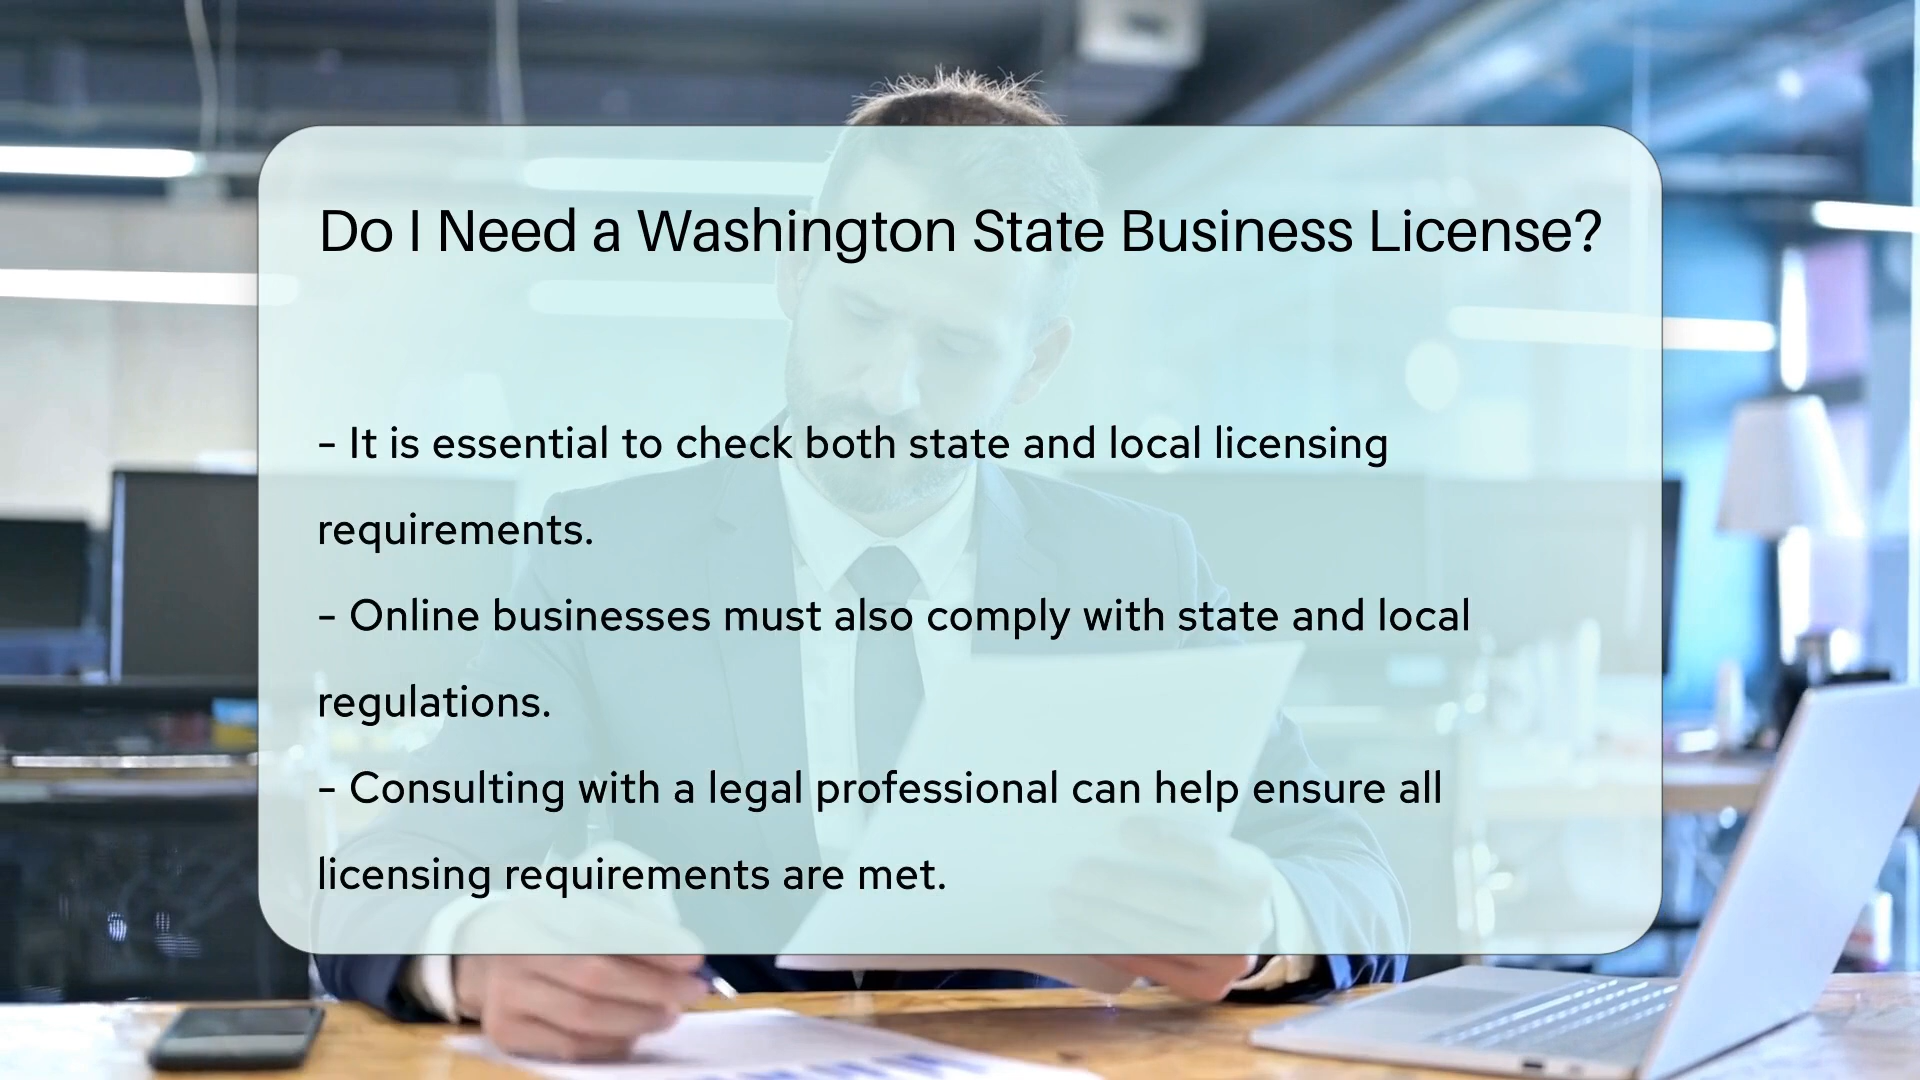 Do I Need a Washington State Business License?
- It is essential to check both state and local licensing
requirements.
- Online businesses must also comply with state and local
regulations.
- Consulting with a legal professional can help ensure all
licensing requirements are met.